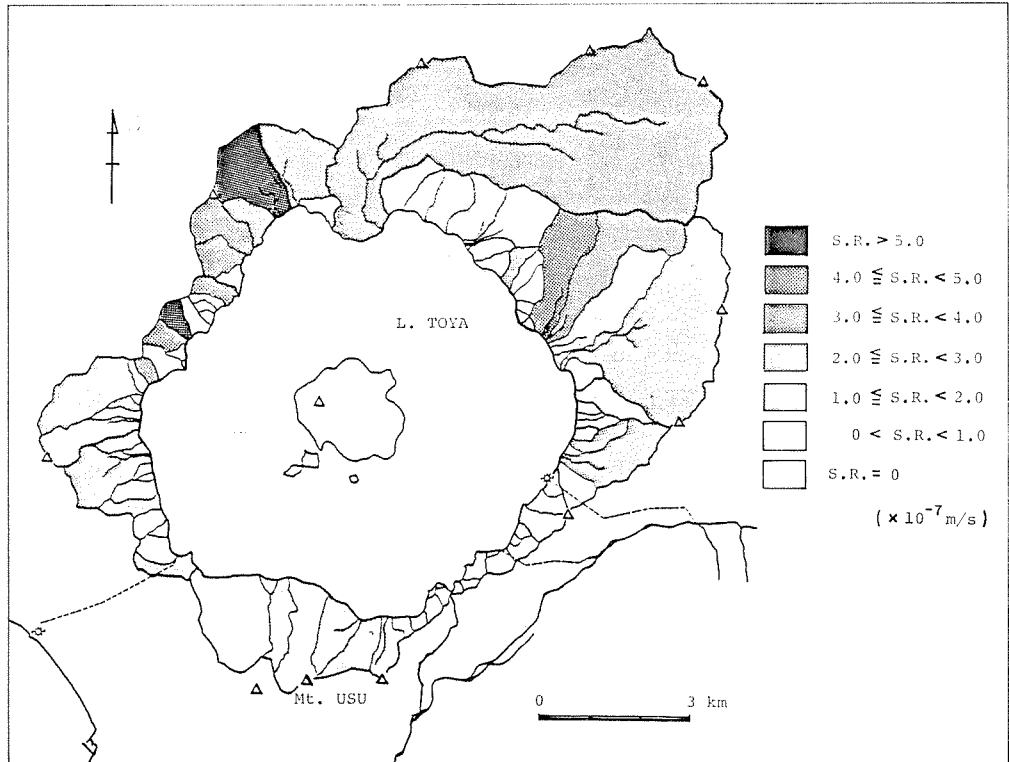 L. TOYA
S.R. > 5.0
4.0 ≦ S.R. < 5.0
3.0 ≦ S.R. < 4.0
2.0 ≦ S.R. < 3.0
1.0 ≦ S.R. < 2.0
0 < S.R. < 1.0
S.R. = 0
(× 10⁻⁷ m/s)
Mt. USU
0 3 km